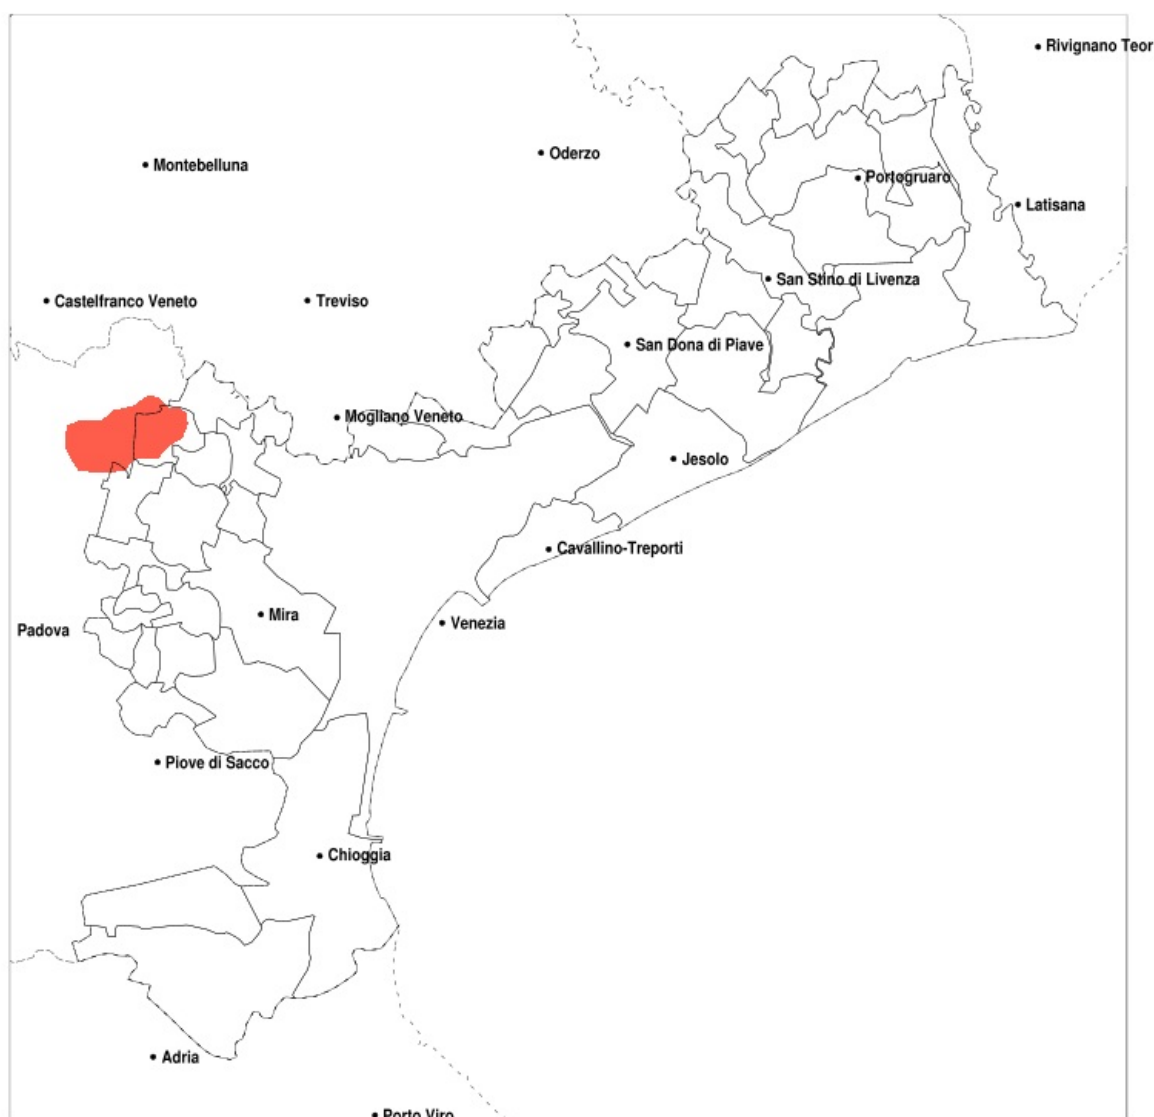 Rivignano Teor
Oderzo
Montebelluna
Portogruaro
Latisana
San Stino di Livenza
Castelfranco Veneto
Treviso
San Dona di Piave
Mogliano Veneto
Jesolo
Cavallino-Treporti
Mira
Venezia
Padova
Piove di Sacco
Chioggia
Adria
Porto Viro